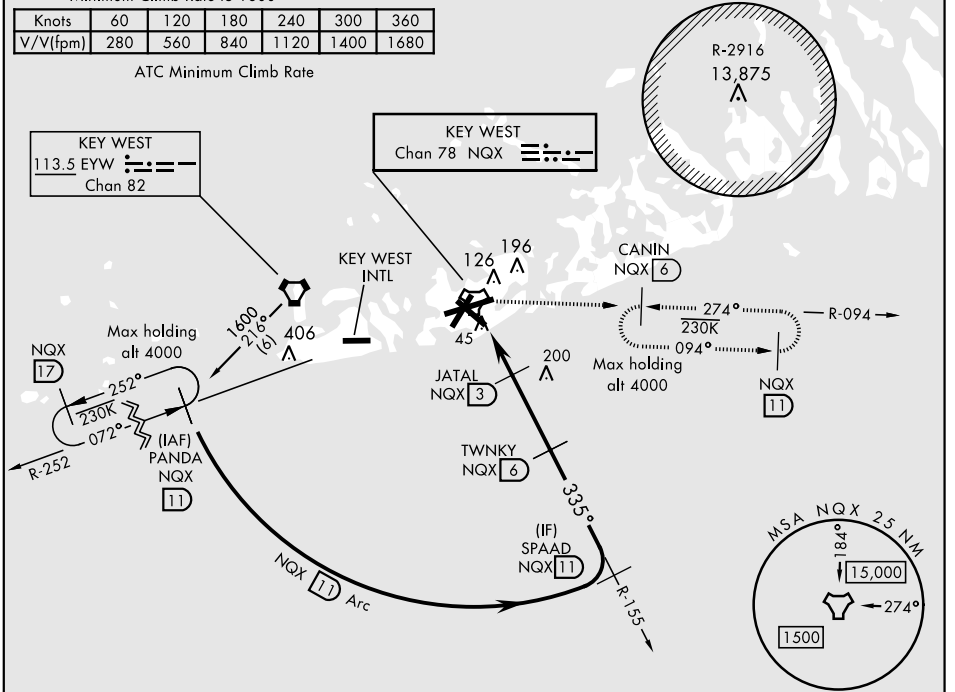 Knots 60 120 180 240 300 360
V/V(fpm) 280 560 840 1120 1400 1680
ATC Minimum Climb Rate
R-2916
13,875
KEY WEST
113.5 EYW
Chan 82
KEY WEST
Chan 78 NQX
KEY WEST
INTL
126
196
45
CANIN
NQX 6
274°
230K
094°
R-094
Max holding
alt 4000
NQX
11
1600
216°
(6)
406
Max holding
alt 4000
NQX
17
252°
230K
072°
R-252
(IAF)
PANDA
NQX
11
JATAL
NQX 3
200
TWNKY
NQX 6
335°
(IF)
SPAAD
NQX 11
R-155
NQX 11 Arc
MSA NQX 25 NM
184°
15,000
274°
1500